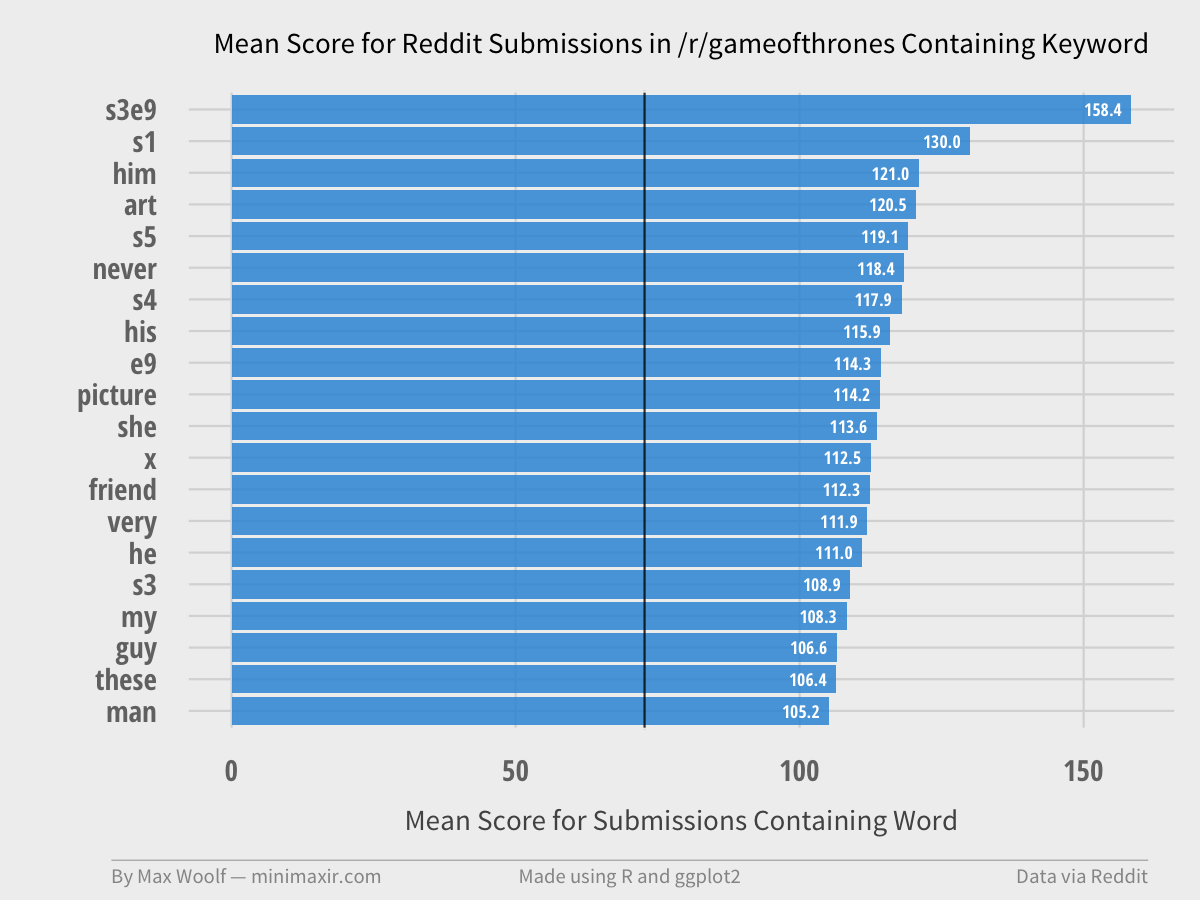 Mean Score for Reddit Submissions in /r/gameofthrones Containing Keyword
s3e9 158.4
s1 130.0
him 121.0
art 120.5
s5 119.1
never 118.4
s4 117.9
his 115.9
e9 114.3
picture 114.2
she 113.6
x 112.5
friend 112.3
very 111.9
he 111.0
s3 108.9
my 108.3
guy 106.6
these 106.4
man 105.2
0 50 100 150
Mean Score for Submissions Containing Word
By Max Woolf — minimaxir.com Made using R and ggplot2 Data via Reddit